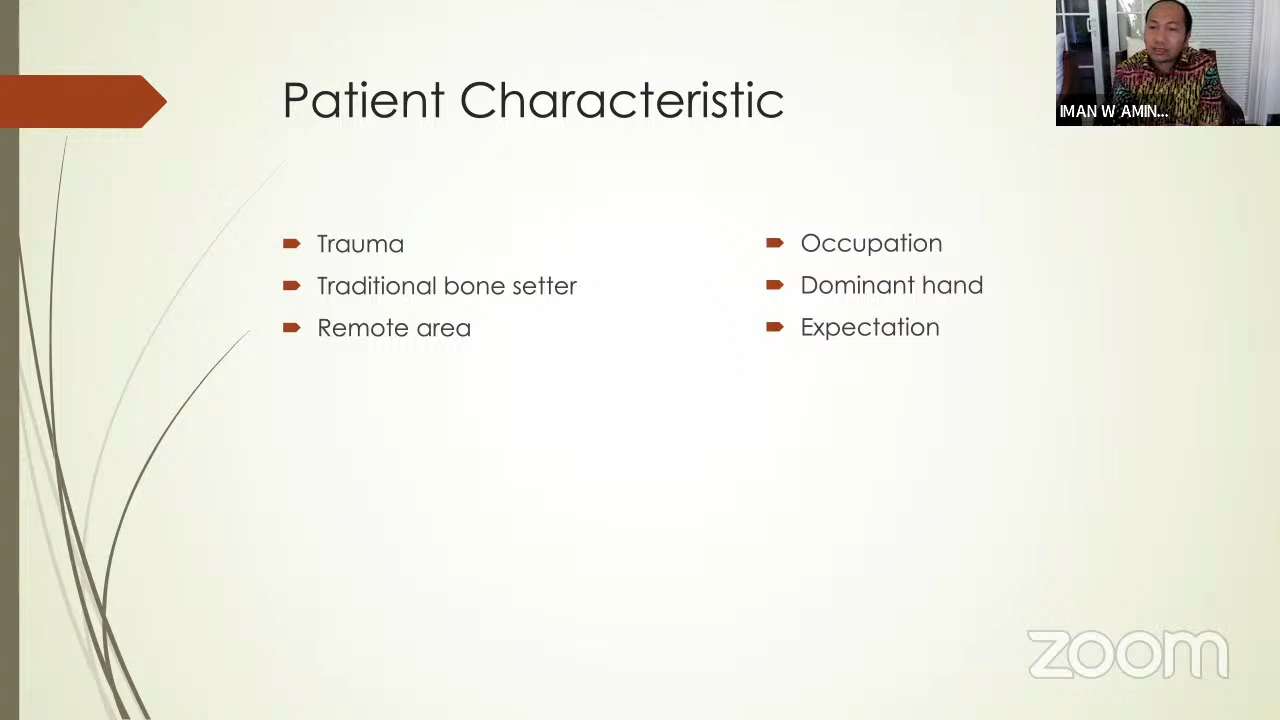 Patient Characteristic
IMAN W AMIN...
Trauma
Traditional bone setter
Remote area
Occupation
Dominant hand
Expectation
zoom